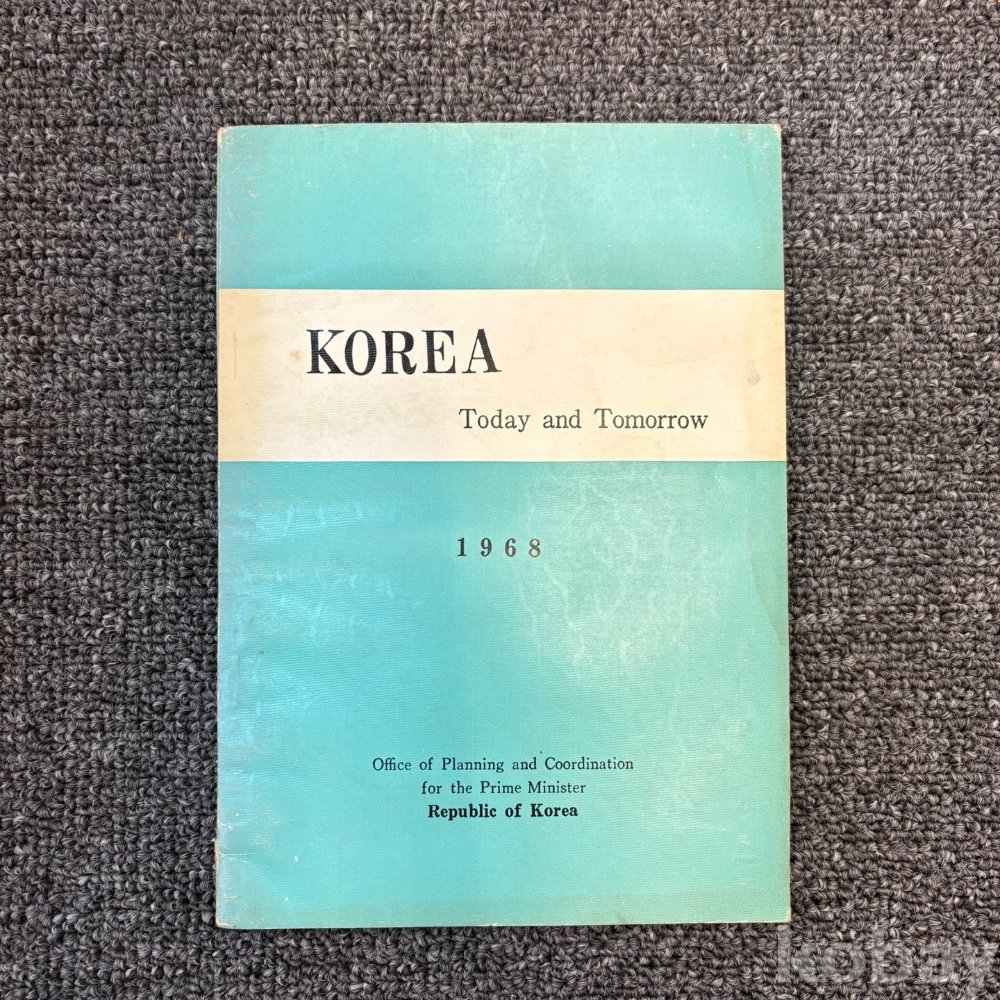 KOREA
Today and Tomorrow
1968
Office of Planning and Coordination
for the Prime Minister
Republic of Korea
kobay